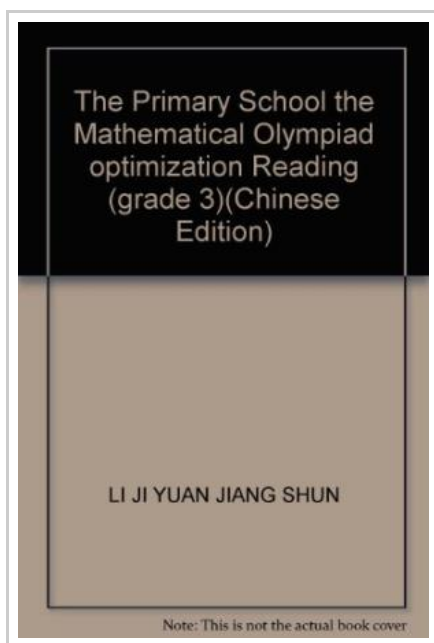 The Primary School the
Mathematical Olympiad
optimization Reading
(grade 3)(Chinese
Edition)
LI JI YUAN JIANG SHUN
Note: This is not the actual book cover